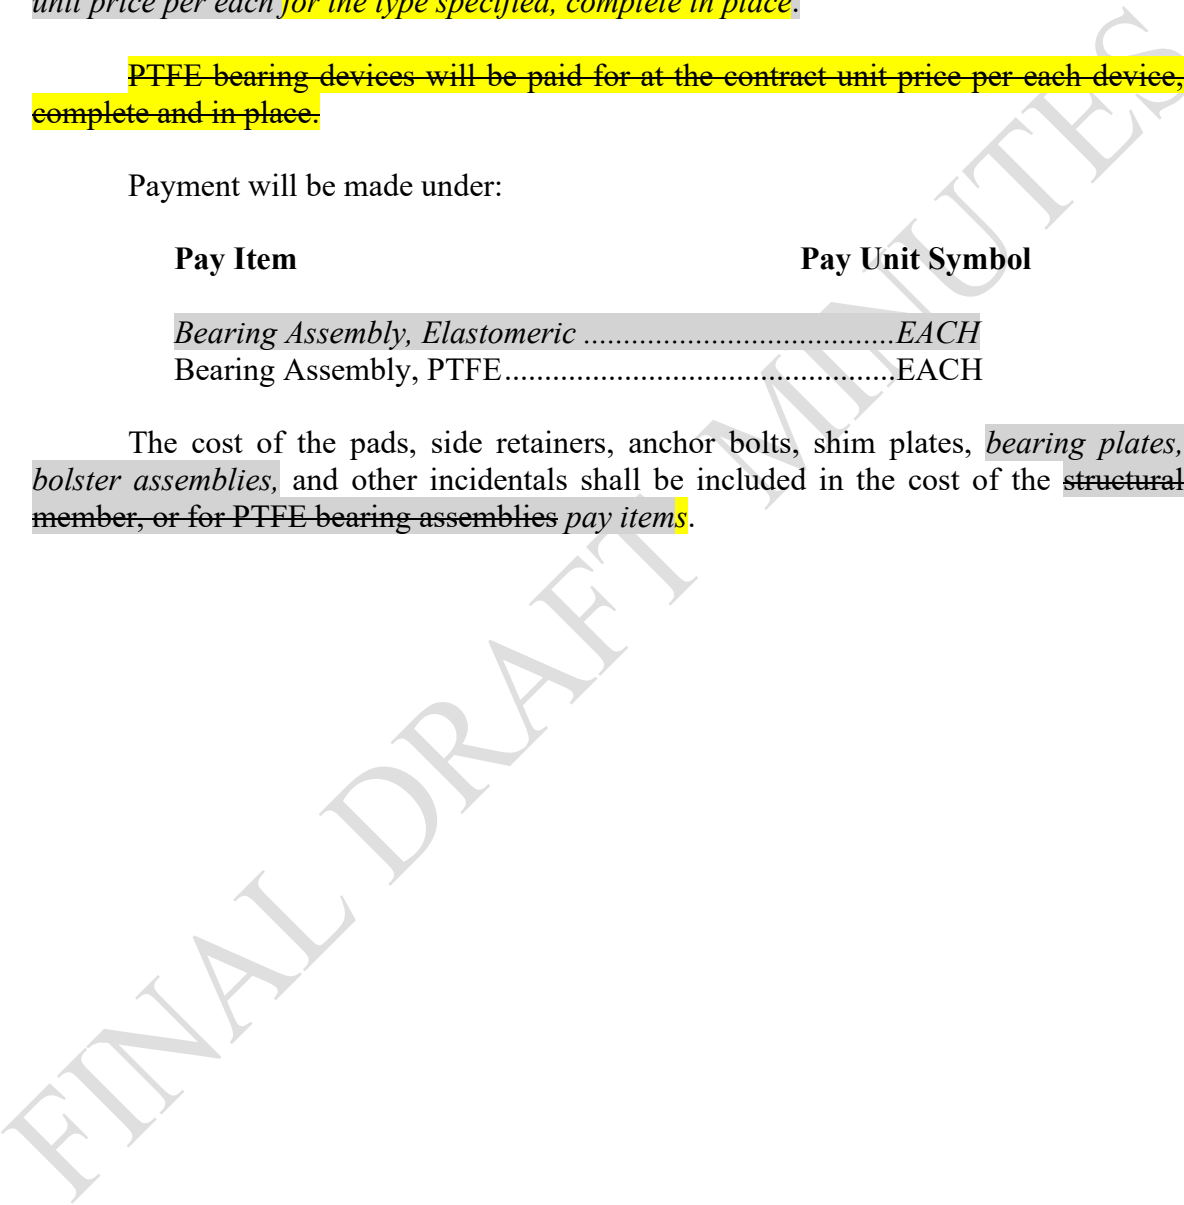 unit price per each for the type specified, complete in place.
PTFE bearing devices will be paid for at the contract unit price per each device,
complete and in place.
Payment will be made under:
Pay Item Pay Unit Symbol
Bearing Assembly, Elastomeric .......................................EACH
Bearing Assembly, PTFE.................................................EACH
The cost of the pads, side retainers, anchor bolts, shim plates, bearing plates,
bolster assemblies, and other incidentals shall be included in the cost of the structural
member, or for PTFE bearing assemblies pay items.
FINAL DRAFT MINUTES